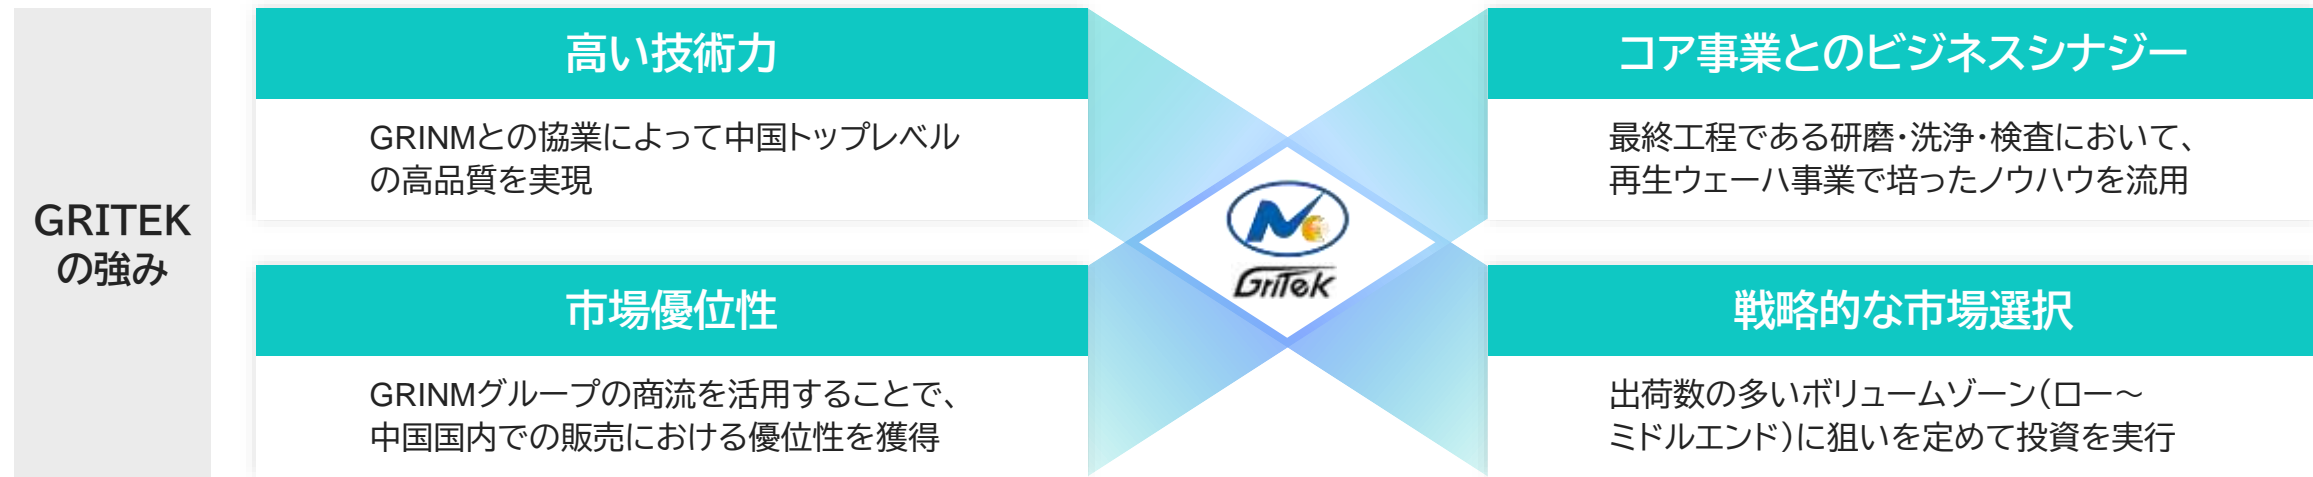 GRITEK
の強み
高い技術力
GRINMとの協業によって中国トップレベル
の高品質を実現
コア事業とのビジネスシナジー
最終工程である研磨・洗浄・検査において、
再生ウェーハ事業で培ったノウハウを流用
GriTek
市場優位性
GRINMグループの商流を活用することで、
中国国内での販売における優位性を獲得
戦略的な市場選択
出荷数の多いボリュームゾーン（ロー～
ミドルエンド）に狙いを定めて投資を実行